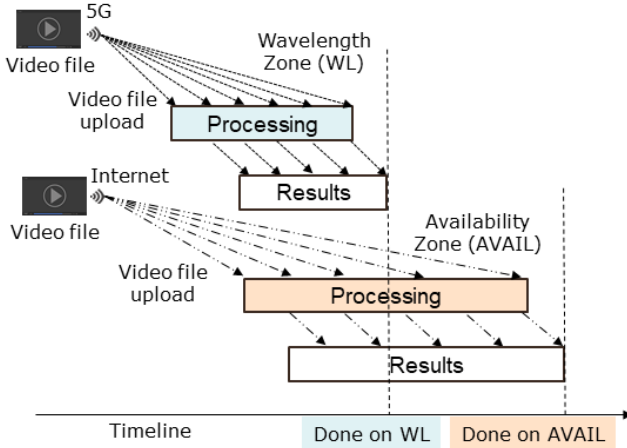 5G
Video file
Wavelength
Zone (WL)
Video file
upload
Processing
Results
Internet
Video file
Availability
Zone (AVAIL)
Video file
upload
Processing
Results
Timeline
Done on WL
Done on AVAIL